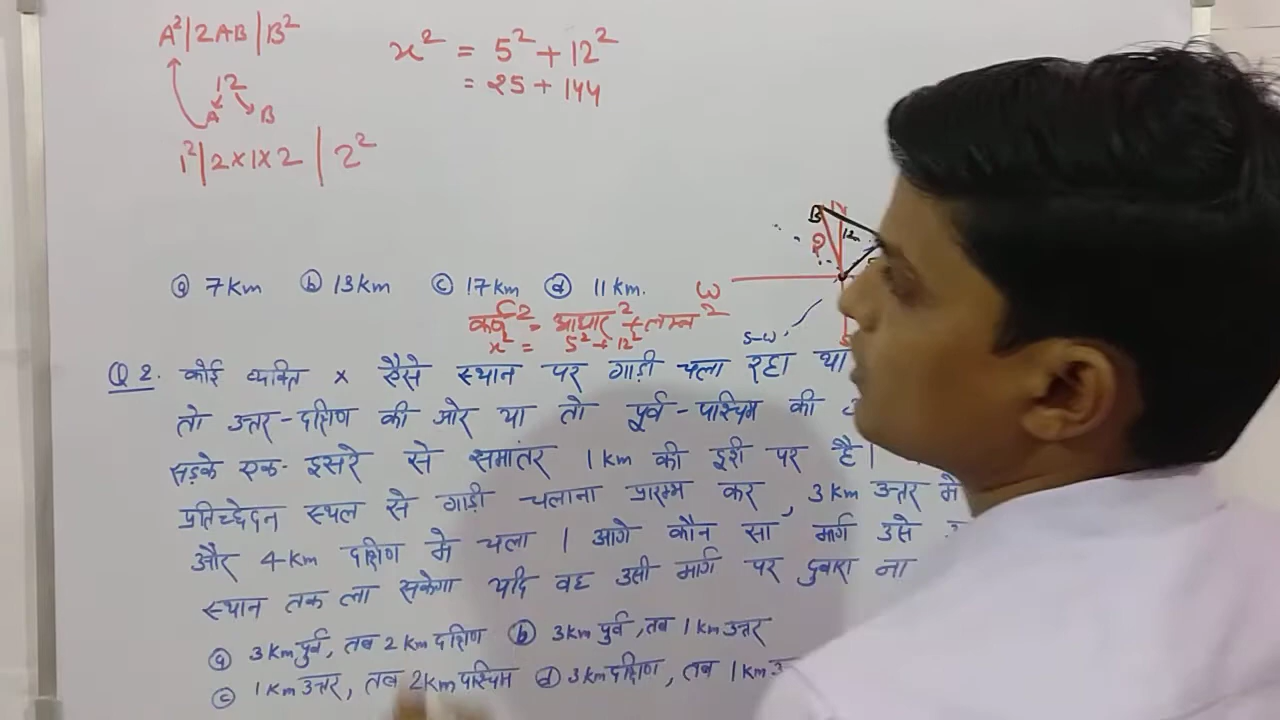 A²|2AB|B²
12
A B
1²|2×1×2|2²
x² = 5² + 12²
= 25 + 144
B
12m
ⓐ 7km ⓑ 13km ⓒ 17km ⓓ 11km.
W
कर्ण² = आधार² + लम्ब²
x² = 5² + 12²
S-W
Q 2. कोई व्यक्ति x ऐसे स्थान पर गाड़ी चला रहा था
तो उत्तर-दक्षिण की ओर या तो पूर्व-पश्चिम की
सड़के एक-दूसरे से समांतर 1km की दूरी पर है।
प्रतिच्छेदन स्थल से गाड़ी चलाना प्रारम्भ कर, 3km उत्तर में
और 4km दक्षिण में चला। आगे कौन सा मार्ग उसे
स्थान तक ला सकेगा यदि वह उसी मार्ग पर दुबारा ना
ⓐ 3km पुर्व, तब 2km दक्षिण ⓑ 3km पुर्व, तब 1km उत्तर
ⓒ 1km उत्तर, तब 2km पश्चिम ⓓ 3km दक्षिण, तब 1km